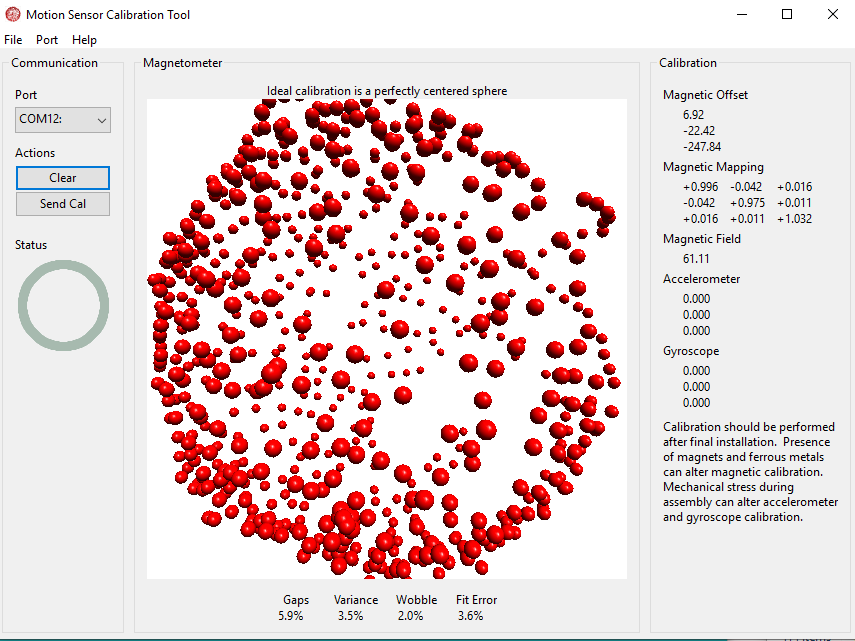 Motion Sensor Calibration Tool
File Port Help
Communication
Port
COM12:
Actions
Clear
Send Cal
Status
Magnetometer
Ideal calibration is a perfectly centered sphere
Gaps Variance Wobble Fit Error
5.9% 3.5% 2.0% 3.6%
Calibration
Magnetic Offset
6.92
-22.42
-247.84
Magnetic Mapping
+0.996 -0.042 +0.016
-0.042 +0.975 +0.011
+0.016 +0.011 +1.032
Magnetic Field
61.11
Accelerometer
0.000
0.000
0.000
Gyroscope
0.000
0.000
0.000
Calibration should be performed
after final installation. Presence
of magnets and ferrous metals
can alter magnetic calibration.
Mechanical stress during
assembly can alter accelerometer
and gyroscope calibration.